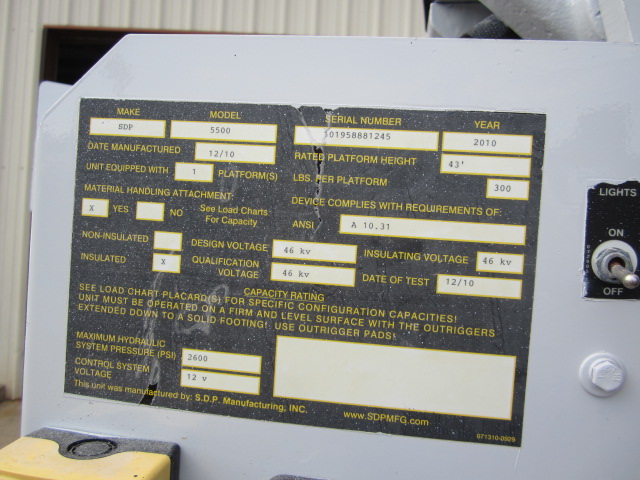 MAKE MODEL SERIAL NUMBER YEAR
SDP 5500 101958881245 2010
DATE MANUFACTURED 12/10 RATED PLATFORM HEIGHT 43'
UNIT EQUIPPED WITH 1 PLATFORM(S) LBS. PER PLATFORM 300
MATERIAL HANDLING ATTACHMENT: DEVICE COMPLIES WITH REQUIREMENTS OF:
X YES NO See Load Charts For Capacity ANSI A 10.31
NON-INSULATED DESIGN VOLTAGE 46 kv INSULATING VOLTAGE 46 kv
INSULATED X QUALIFICATION VOLTAGE 46 kv DATE OF TEST 12/10
CAPACITY RATING
SEE LOAD CHART PLACARD(S) FOR SPECIFIC CONFIGURATION CAPACITIES!
UNIT MUST BE OPERATED ON A FIRM AND LEVEL SURFACE WITH THE OUTRIGGERS
EXTENDED DOWN TO A SOLID FOOTING! USE OUTRIGGER PADS!
MAXIMUM HYDRAULIC
SYSTEM PRESSURE (PSI) 2600
CONTROL SYSTEM
VOLTAGE 12 v
This unit was manufactured by: S.D.P. Manufacturing, INC. www.SDPMFG.com
071310-0929
LIGHTS
ON
OFF